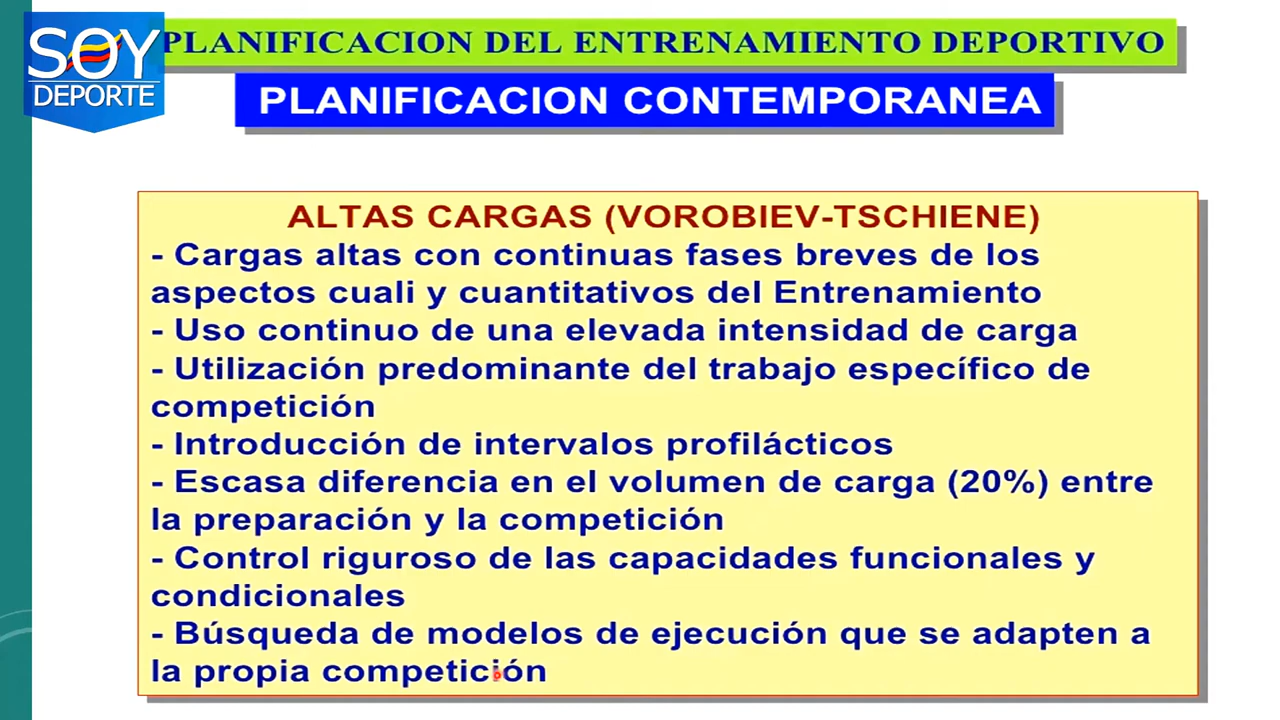 SOY
DEPORTE
PLANIFICACION DEL ENTRENAMIENTO DEPORTIVO
PLANIFICACION CONTEMPORANEA
ALTAS CARGAS (VOROBIEV-TSCHIENE)
- Cargas altas con continuas fases breves de los
aspectos cuali y cuantitativos del Entrenamiento
- Uso continuo de una elevada intensidad de carga
- Utilización predominante del trabajo específico de
competición
- Introducción de intervalos profilácticos
- Escasa diferencia en el volumen de carga (20%) entre
la preparación y la competición
- Control riguroso de las capacidades funcionales y
condicionales
- Búsqueda de modelos de ejecución que se adapten a
la propia competición